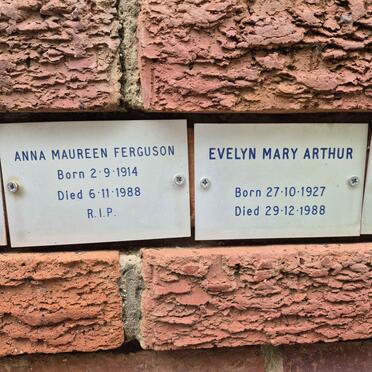 ANNA MAUREEN FERGUSON
Born 2·9·1914
Died 6·11·1988
R.I.P.
EVELYN MARY ARTHUR
Born 27·10·1927
Died 29·12·1988